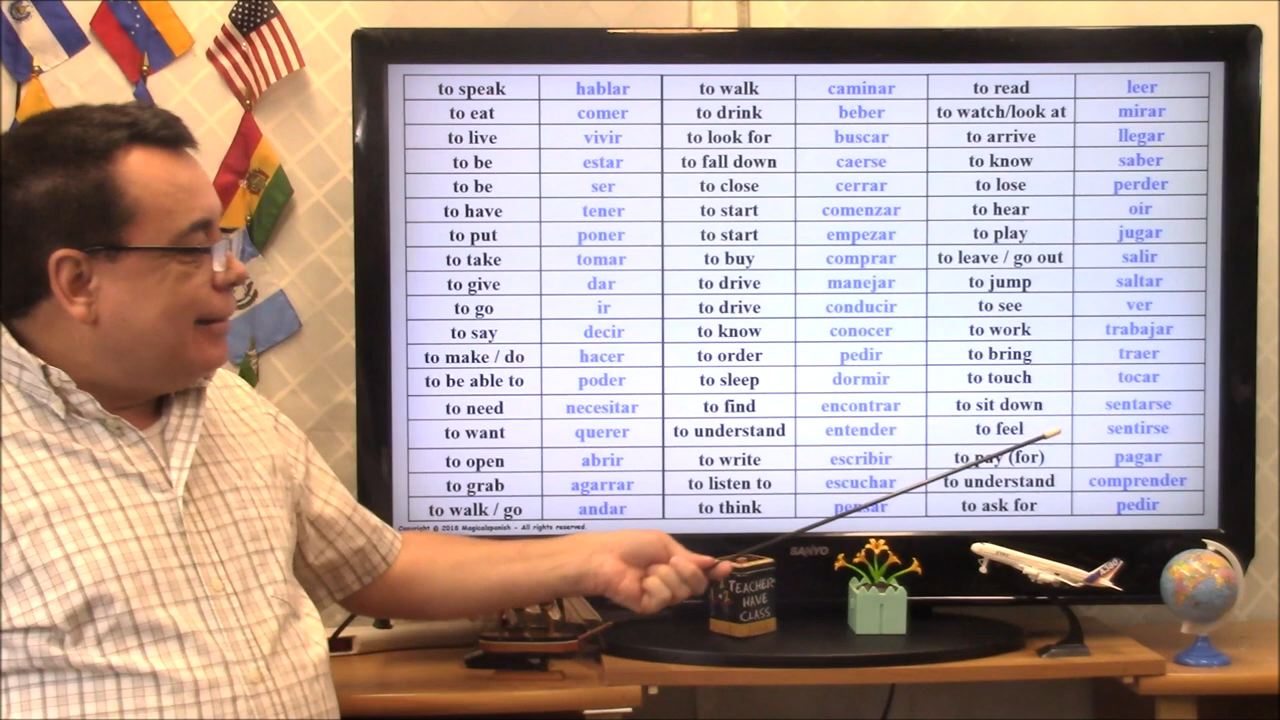 to speak hablar to walk caminar to read leer
to eat comer to drink beber to watch/look at mirar
to live vivir to look for buscar to arrive llegar
to be estar to fall down caerse to know saber
to be ser to close cerrar to lose perder
to have tener to start comenzar to hear oír
to put poner to start empezar to play jugar
to take tomar to buy comprar to leave / go out salir
to give dar to drive manejar to jump saltar
to go ir to drive conducir to see ver
to say decir to know conocer to work trabajar
to make / do hacer to order pedir to bring traer
to be able to poder to sleep dormir to touch tocar
to need necesitar to find encontrar to sit down sentarse
to want querer to understand entender to feel sentirse
to open abrir to write escribir to pay (for) pagar
to grab agarrar to listen to escuchar to understand comprender
to walk / go andar to think pensar to ask for pedir
Copyright © 2016 Magicalspanish - All rights reserved.
SANYO
TEACHERS
HAVE
CLASS
A380